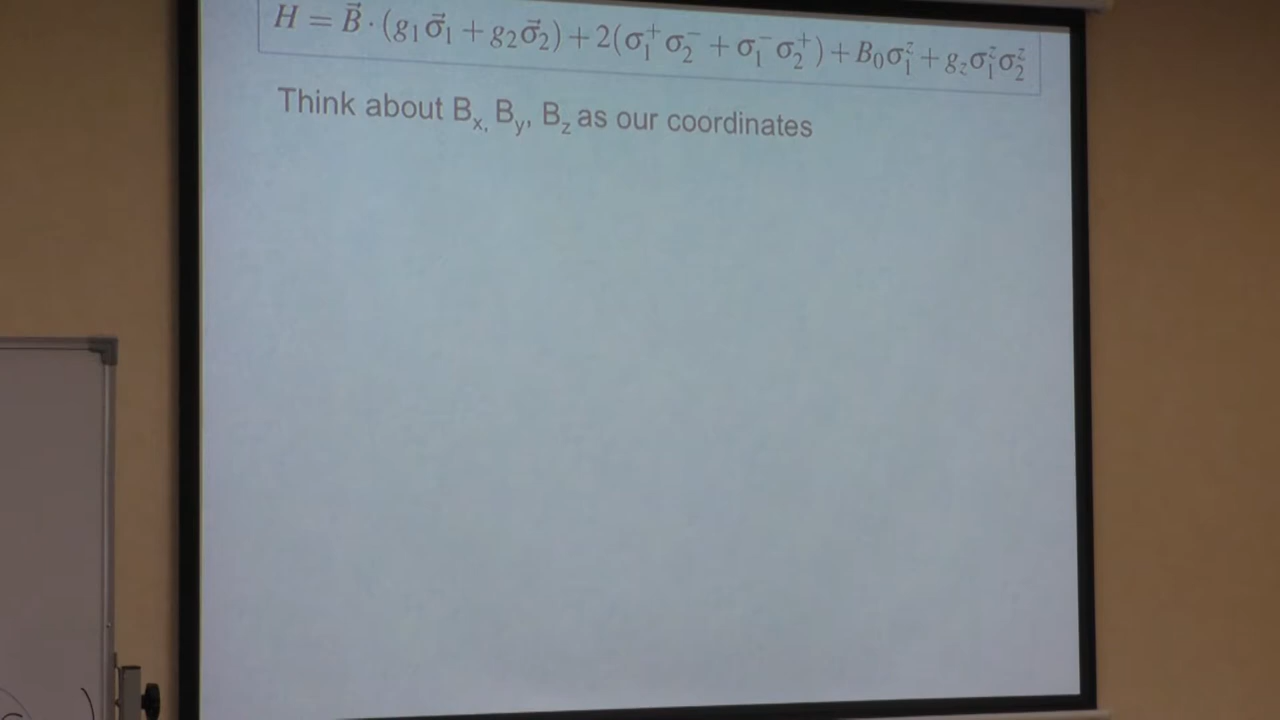 H = B⃗ · (g₁σ⃗₁ + g₂σ⃗₂) + 2(σ₁⁺σ₂⁻ + σ₁⁻σ₂⁺) + B₀σ₁ᶻ + g_zσ₁ᶻσ₂ᶻ
Think about Bₓ, B_y, B_z as our coordinates